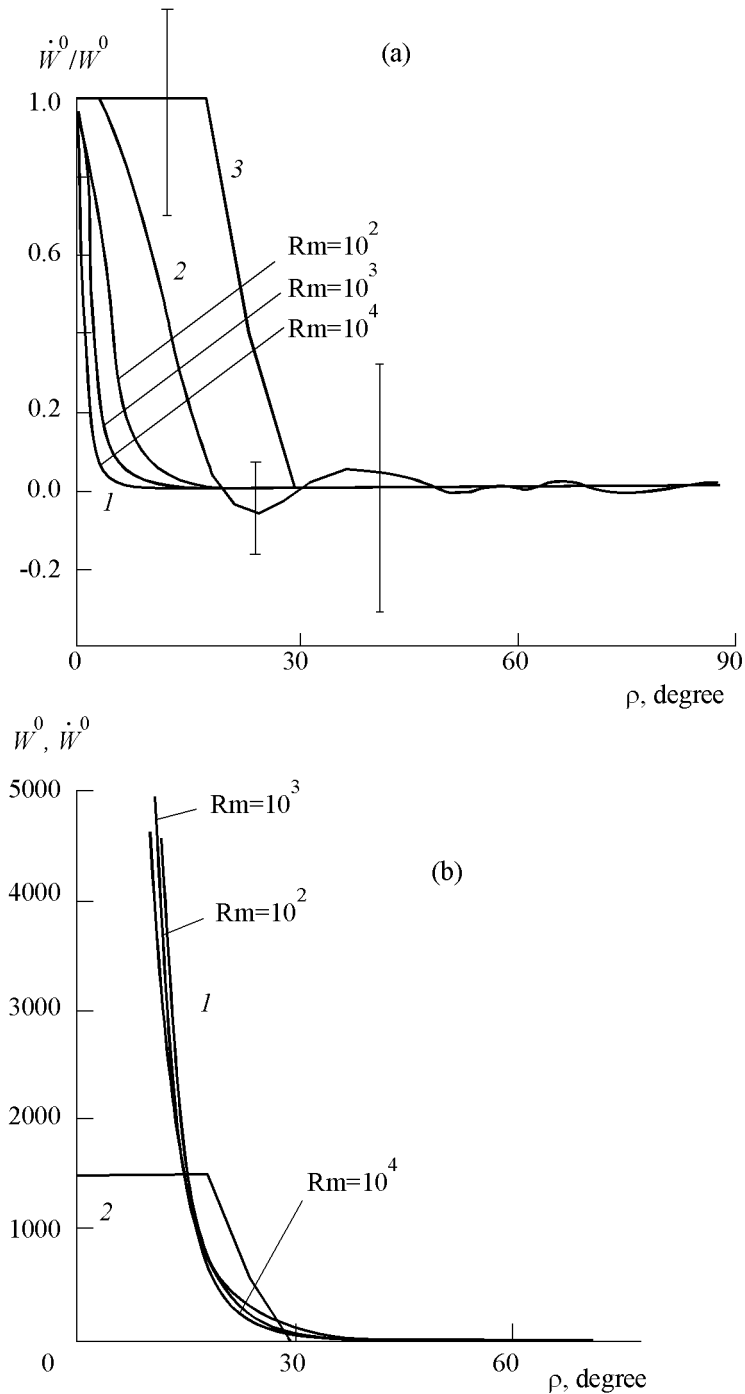 (a)
Ẇ⁰/W⁰
1.0
3
0.6
2
Rm=10²
Rm=10³
Rm=10⁴
0.2
0.0
1
-0.2
0 30 60 90
ρ, degree
W⁰, Ẇ⁰
5000
Rm=10³
(b)
4000
Rm=10²
3000
1
2000
Rm=10⁴
2
1000
0 30 60
ρ, degree